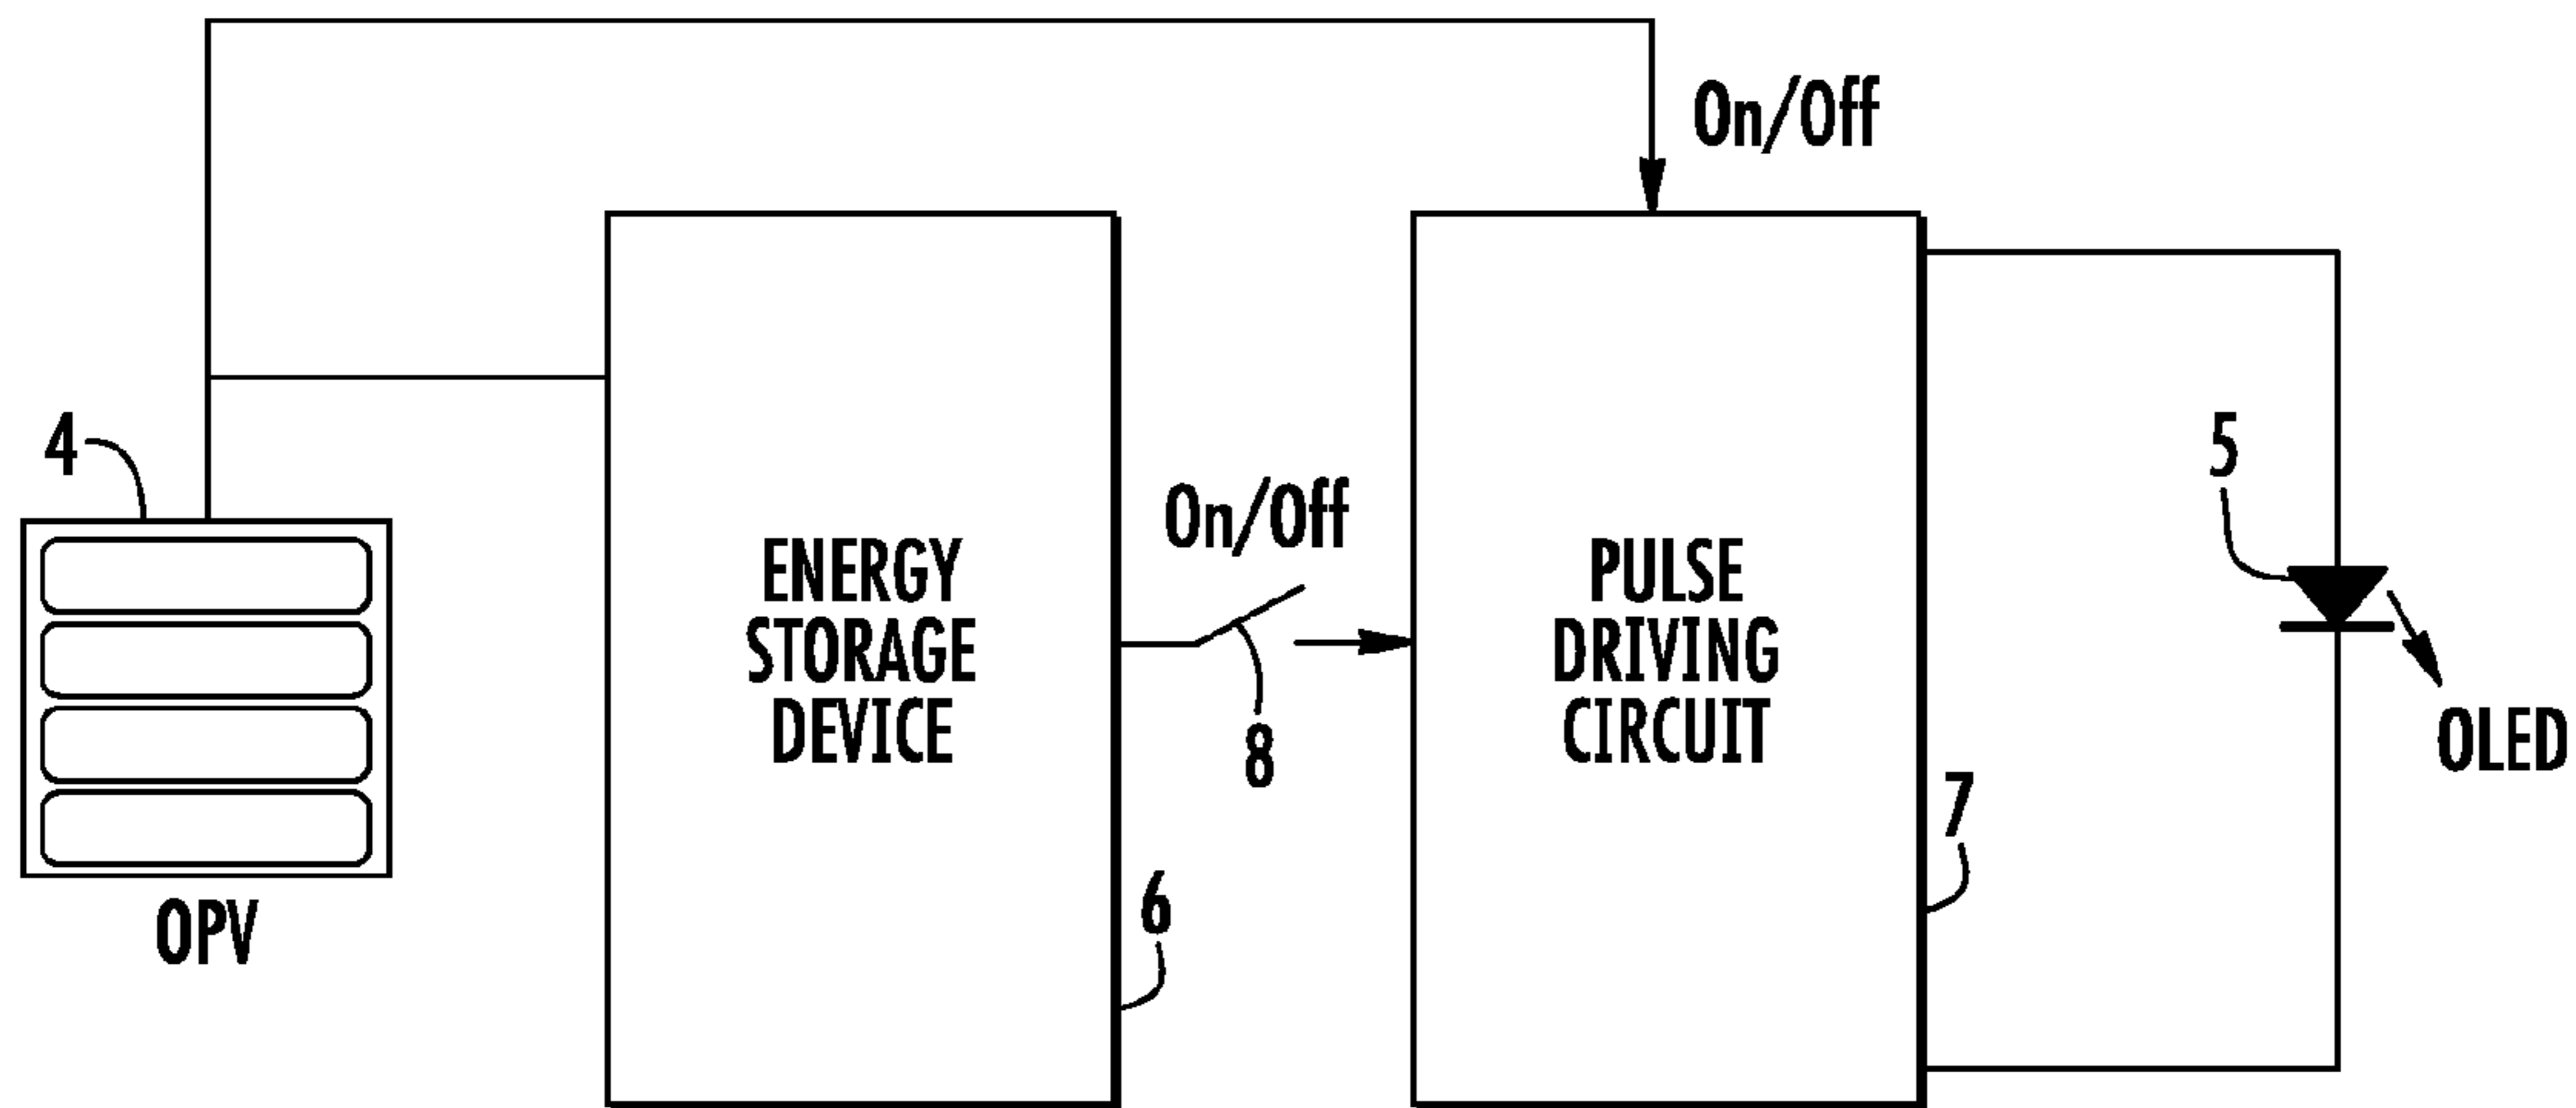 On/Off
4
5
On/Off
ENERGY
STORAGE
DEVICE
PULSE
DRIVING
CIRCUIT
8
OLED
7
6
OPV